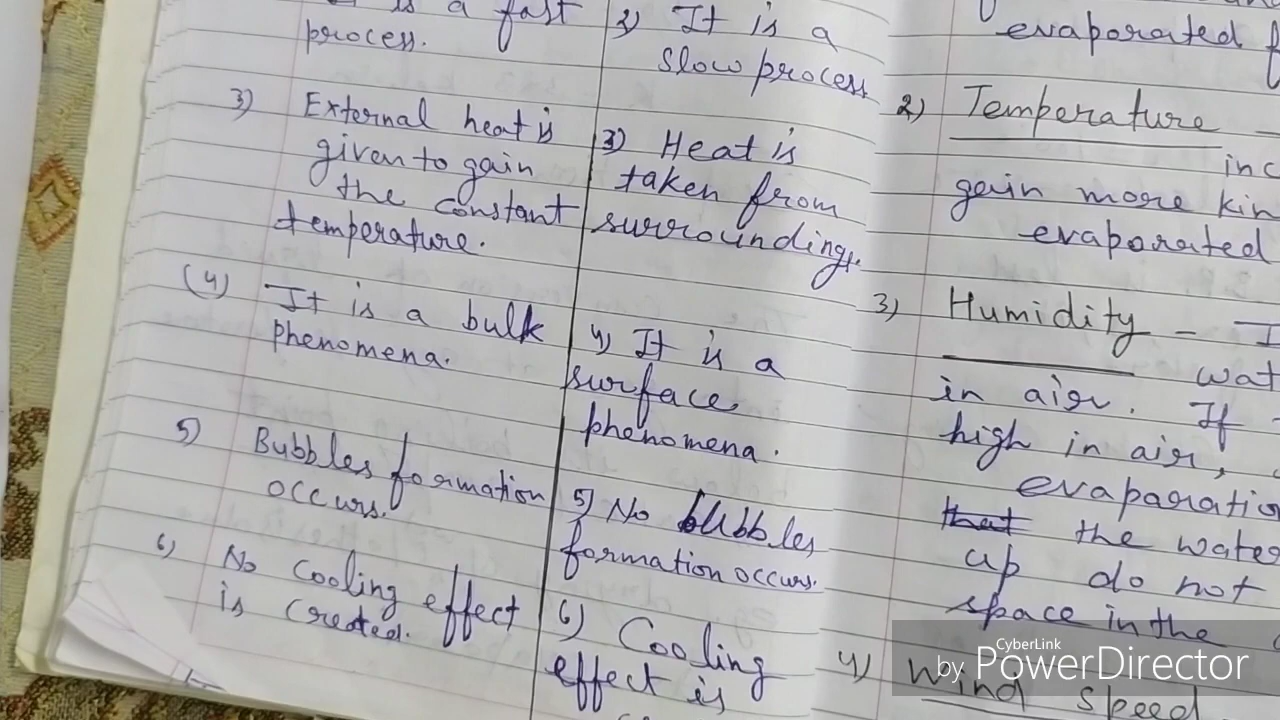 is a fast
process.
3) External heat is
given to gain
the constant
temperature.
(4) It is a bulk
phenomena.
5) Bubbles formation
occurs.
6) No Cooling effect
is created.
2) It is a
slow process
3) Heat is
taken from
surroundings.
4) It is a
surface
phenomena.
5) No bubbles
formation occurs.
6) Cooling
effect is
evaporated
2) Temperature -
gain more
evaporated
3) Humidity -
in air. If
high in air,
that the water
up do not
space in the
4) Wind speed
CyberLink
by PowerDirector